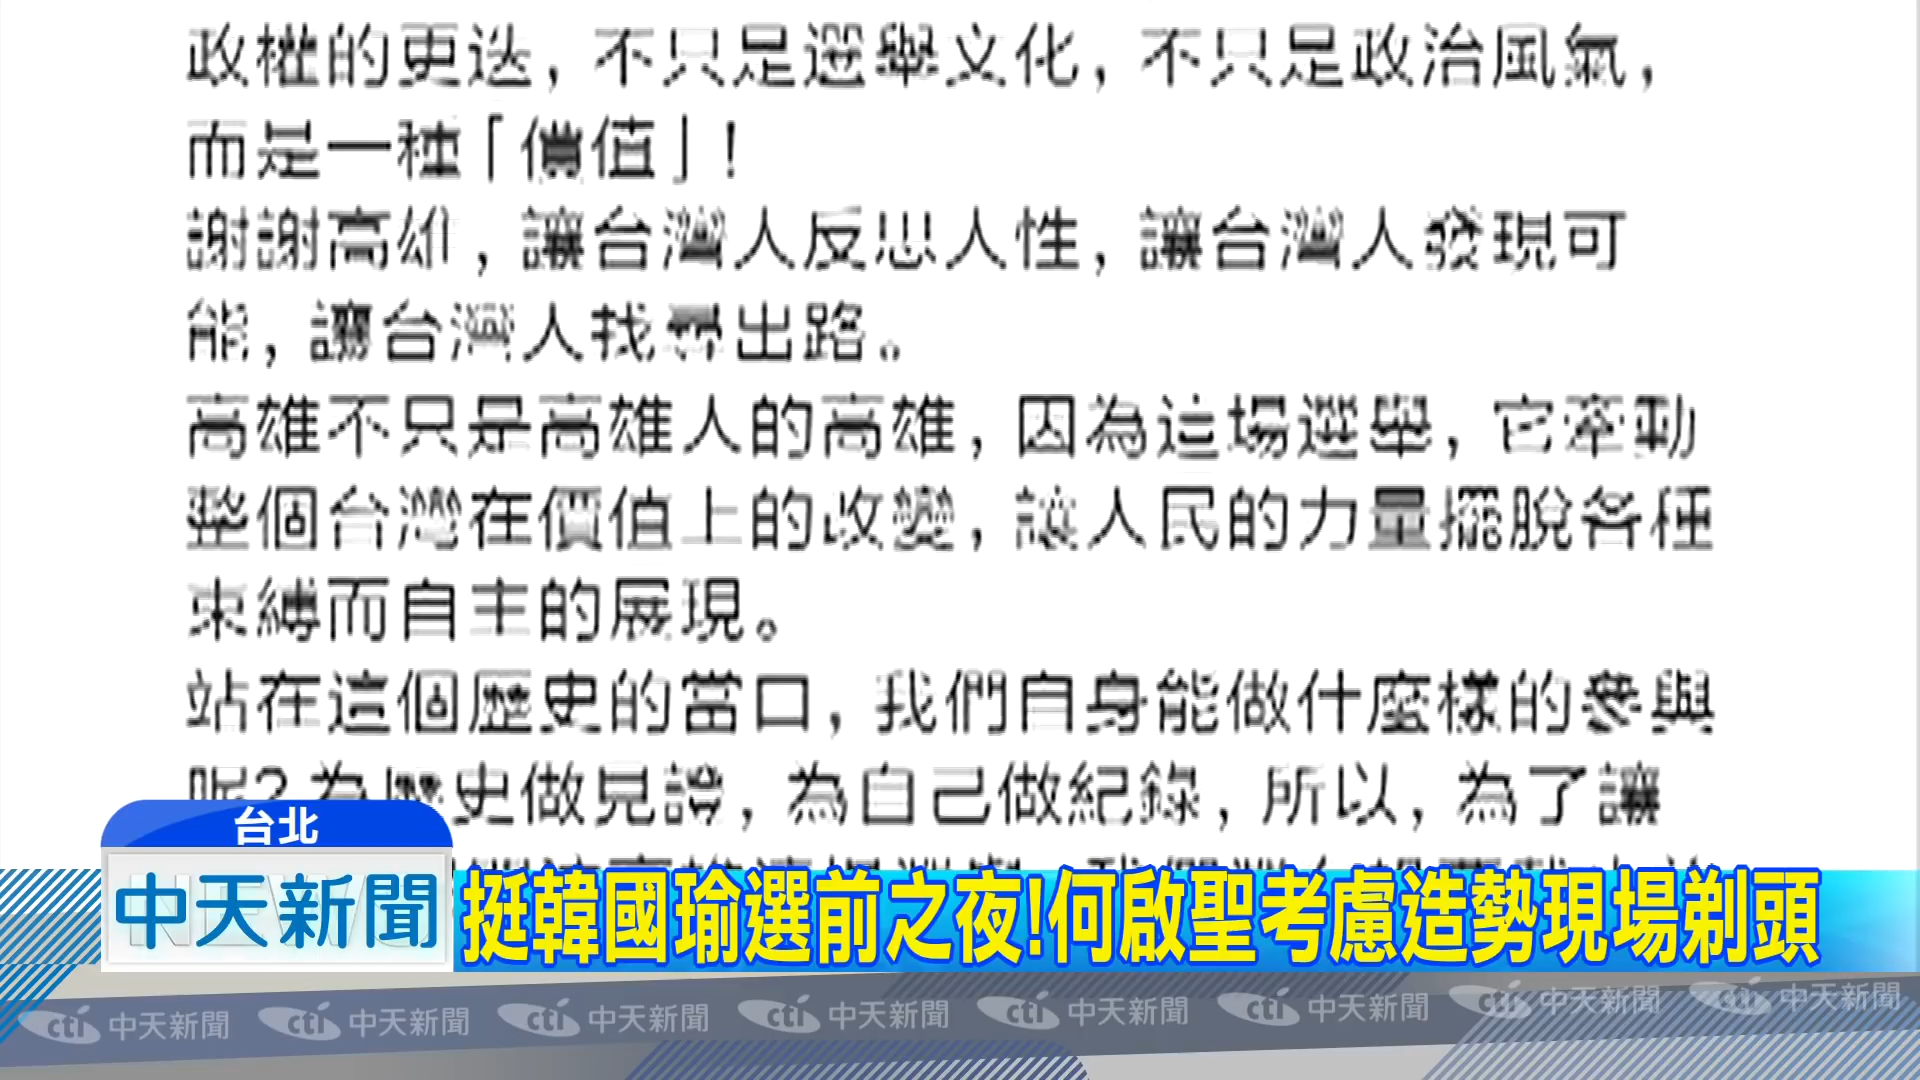 政權的更迭，不只是選舉文化，不只是政治風氣，
而是一種「價值」！
謝謝高雄，讓台灣人反思人性，讓台灣人發現可
能，讓台灣人找尋出路。
高雄不只是高雄人的高雄，因為這場選舉，它牽動
整個台灣在價值上的改變，讓人民的力量擺脫各種
束縛而自主的展現。
站在這個歷史的當口，我們自身能做什麼樣的參與
呢？為歷史做見證，為自己做紀錄，所以，為了讓
台北
中天新聞
挺韓國瑜選前之夜!何啟聖考慮造勢現場剃頭
cti 中天新聞 cti 中天新聞 cti 中天新聞 cti 中天新聞 cti 中天新聞 cti 中天新聞 cti 中天新聞 cti 中天新聞